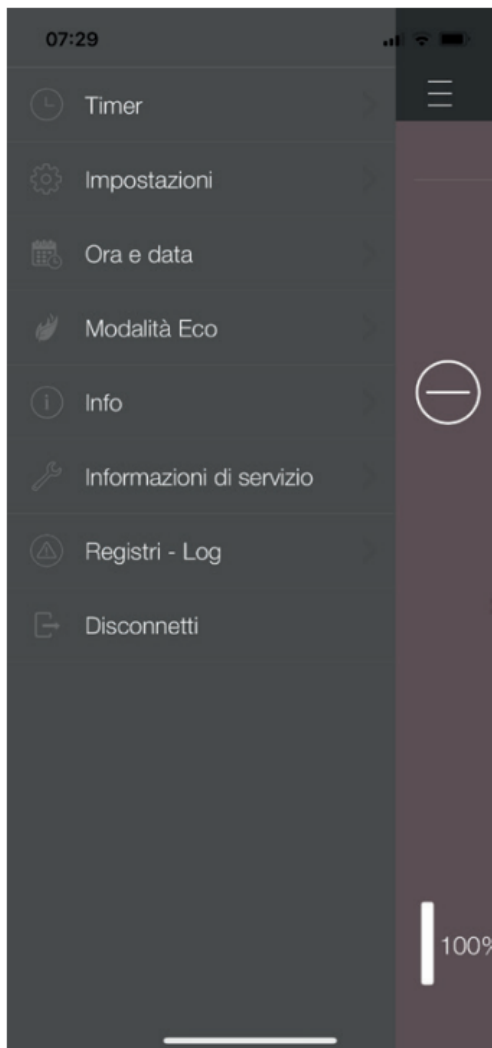 07:29
Timer
Impostazioni
Ora e data
Modalità Eco
Info
Informazioni di servizio
Registri - Log
Disconnetti
100%